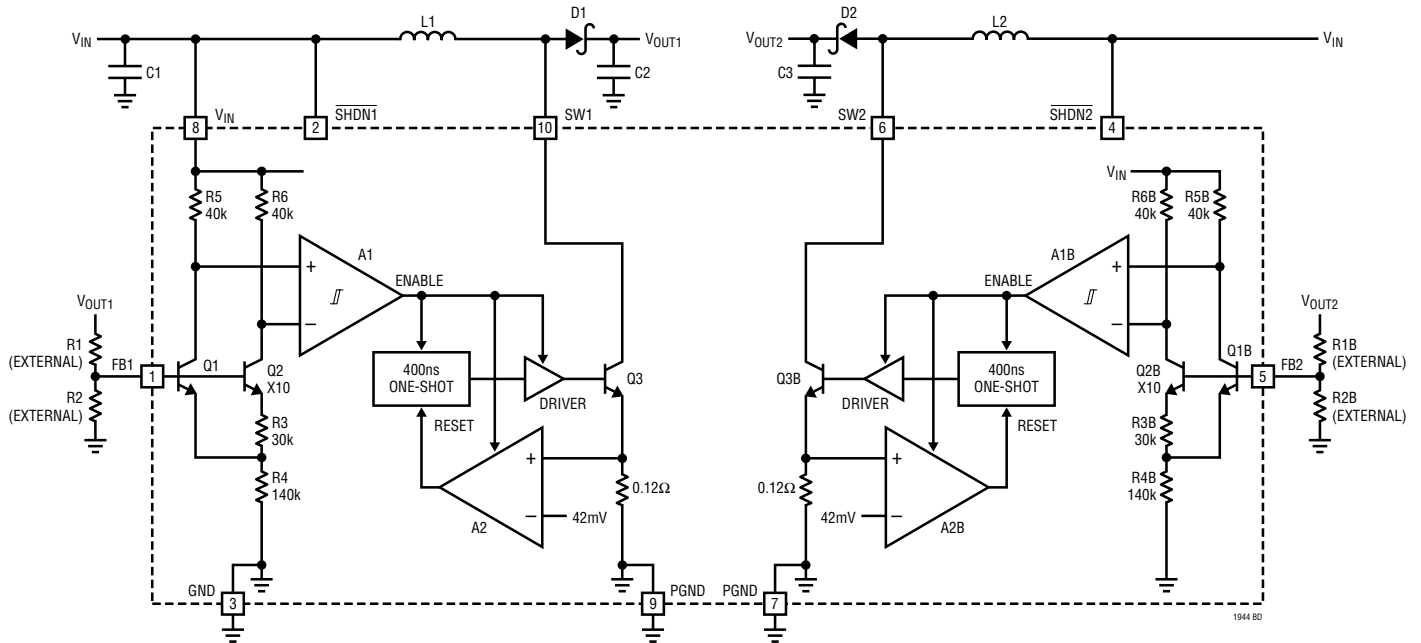 L1
D1
D2
L2
VIN
VOUT1
VOUT2
VIN
C1
C2
C3
VIN
SHDN1
SW1
SW2
SHDN2
8
2
10
6
4
R5
40k
R6
40k
VIN
R6B
40k
R5B
40k
A1
+
−
ENABLE
A1B
+
−
ENABLE
VOUT1
R1
(EXTERNAL)
FB1
1
R2
(EXTERNAL)
Q1
Q2
X10
R3
30k
R4
140k
400ns
ONE-SHOT
DRIVER
Q3
RESET
A2
+
−
42mV
0.12Ω
Q3B
DRIVER
400ns
ONE-SHOT
RESET
0.12Ω
+
−
42mV
A2B
Q2B
X10
Q1B
R3B
30k
R4B
140k
VOUT2
R1B
(EXTERNAL)
5
FB2
R2B
(EXTERNAL)
GND
3
9
PGND
PGND
7
1944 BD